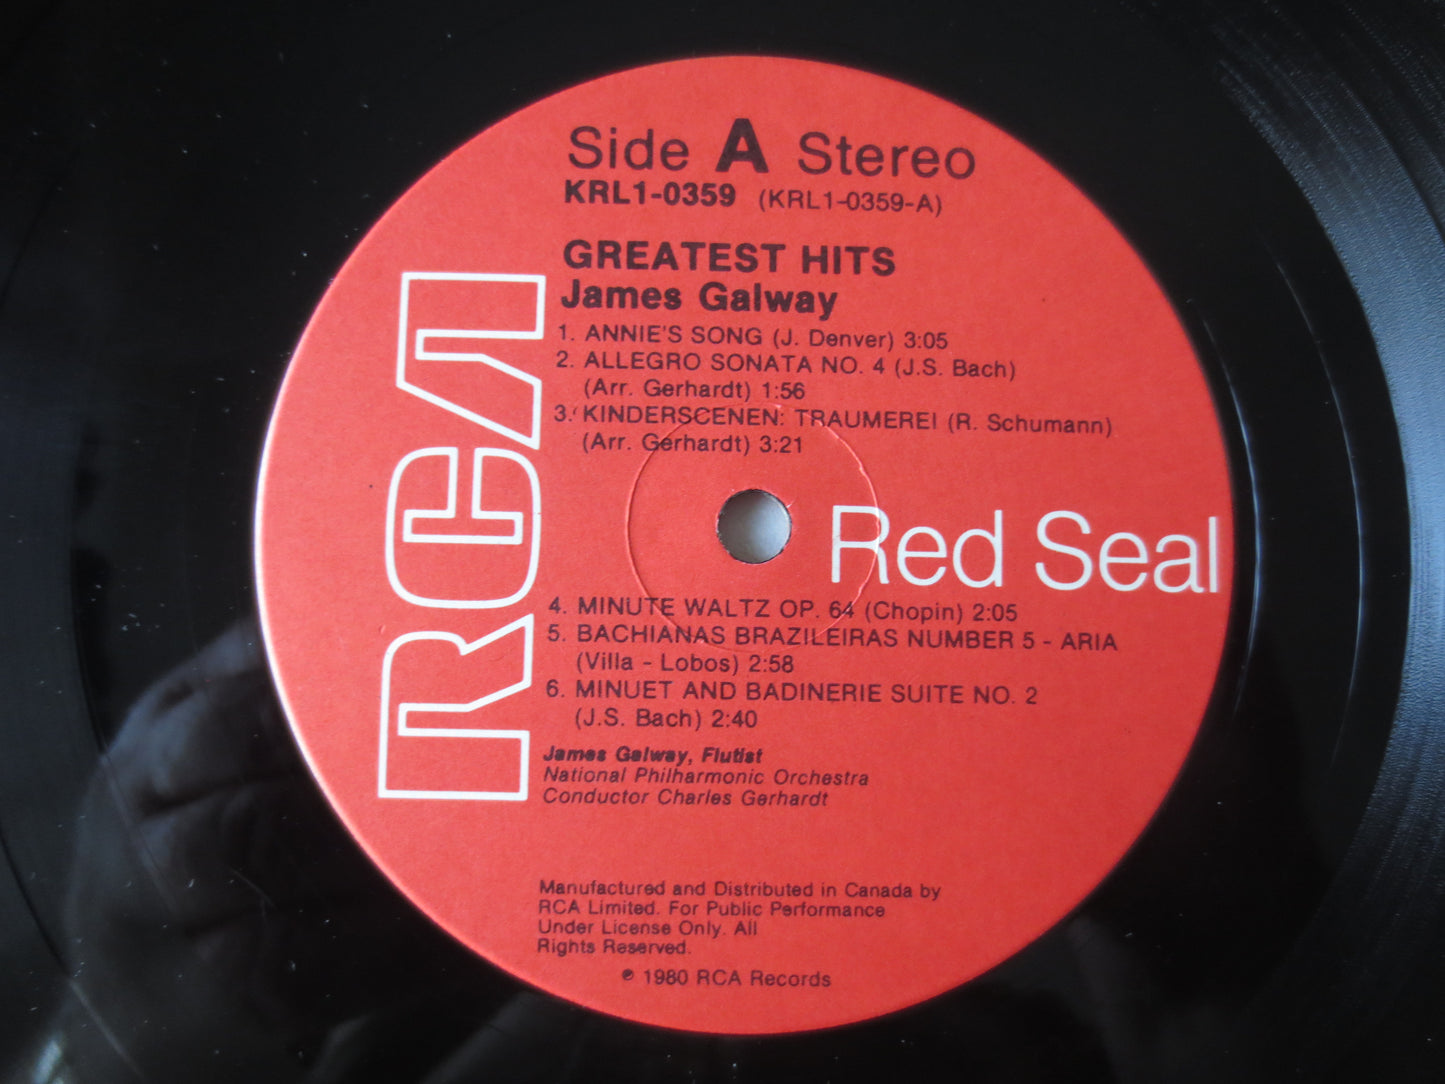 Side A Stereo
KRL1-0359 (KRL1-0359-A)
GREATEST HITS
James Galway
1. ANNIE'S SONG (J. Denver) 3:05
2. ALLEGRO SONATA NO. 4 (J.S. Bach)
(Arr. Gerhardt) 1:56
3. KINDERSCENEN: TRAUMEREI (R. Schumann)
(Arr. Gerhardt) 3:21
RCA
Red Seal
4. MINUTE WALTZ OP. 64 (Chopin) 2:05
5. BACHIANAS BRAZILEIRAS NUMBER 5 - ARIA
(Villa - Lobos) 2:58
6. MINUET AND BADINERIE SUITE NO. 2
(J.S. Bach) 2:40
James Galway, Flutist
National Philharmonic Orchestra
Conductor Charles Gerhardt
Manufactured and Distributed in Canada by
RCA Limited. For Public Performance
Under License Only. All
Rights Reserved.
℗ 1980 RCA Records